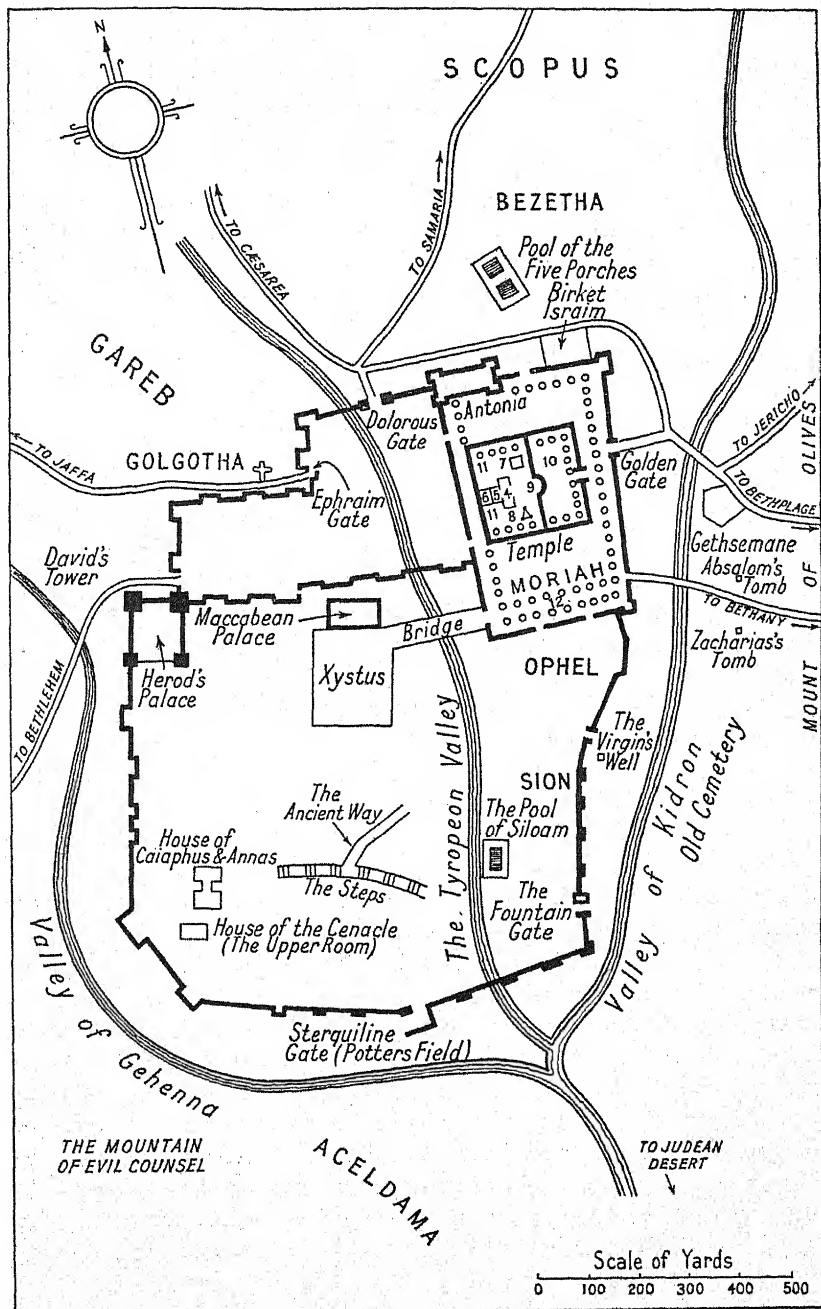 N
SCOPUS
BEZETHA
TO CÆSAREA
TO SAMARIA
Pool of the
Five Porches
Birket
Israim
GAREB
Antonia
Dolorous
Gate
TO JERICHO
OLIVES
TO JAFFA
GOLGOTHA
Ephraim
Gate
11 7 10
6 5 4 9
11 8
Golden
Gate
TO BETHPLAGE
David's
Tower
Temple
Gethsemane
Absalom's
Tomb
MORIAH
12
OF
Maccabean
Palace
Bridge
TO BETHANY
Zacharias's
Tomb
Herod's
Palace
Xystus
OPHEL
MOUNT
TO BETHLEHEM
The
Virgin's
Well
SION
The
Ancient Way
The Pool
of Siloam
House of
Caiaphus & Annas
The Steps
The
Fountain
Gate
House of the Cenacle
(The Upper Room)
The. Tyropeon Valley
Valley of Kidron
Old Cemetery
Valley of Gehenna
Sterquiline
Gate (Potters Field)
THE MOUNTAIN
OF EVIL COUNSEL
ACELDAMA
TO JUDEAN
DESERT
Scale of Yards
0 100 200 300 400 500